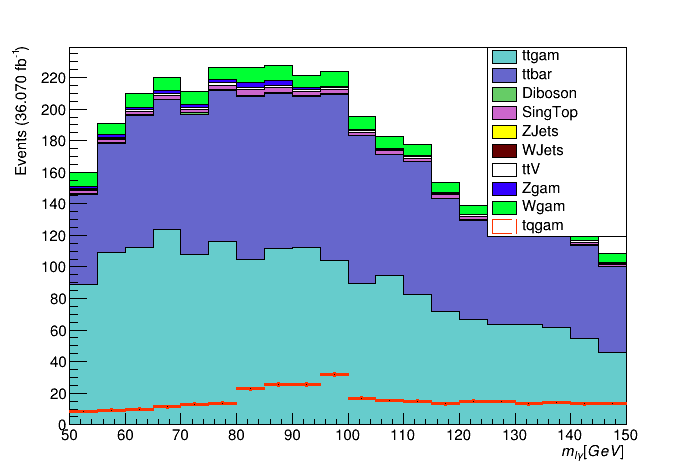 Events (36.070 fb⁻¹)
220
200
180
160
140
120
100
80
60
40
20
0
50 60 70 80 90 100 110 120 130 140 150
m_lγ[GeV]
ttgam
ttbar
Diboson
SingTop
ZJets
WJets
ttV
Zgam
Wgam
tqgam